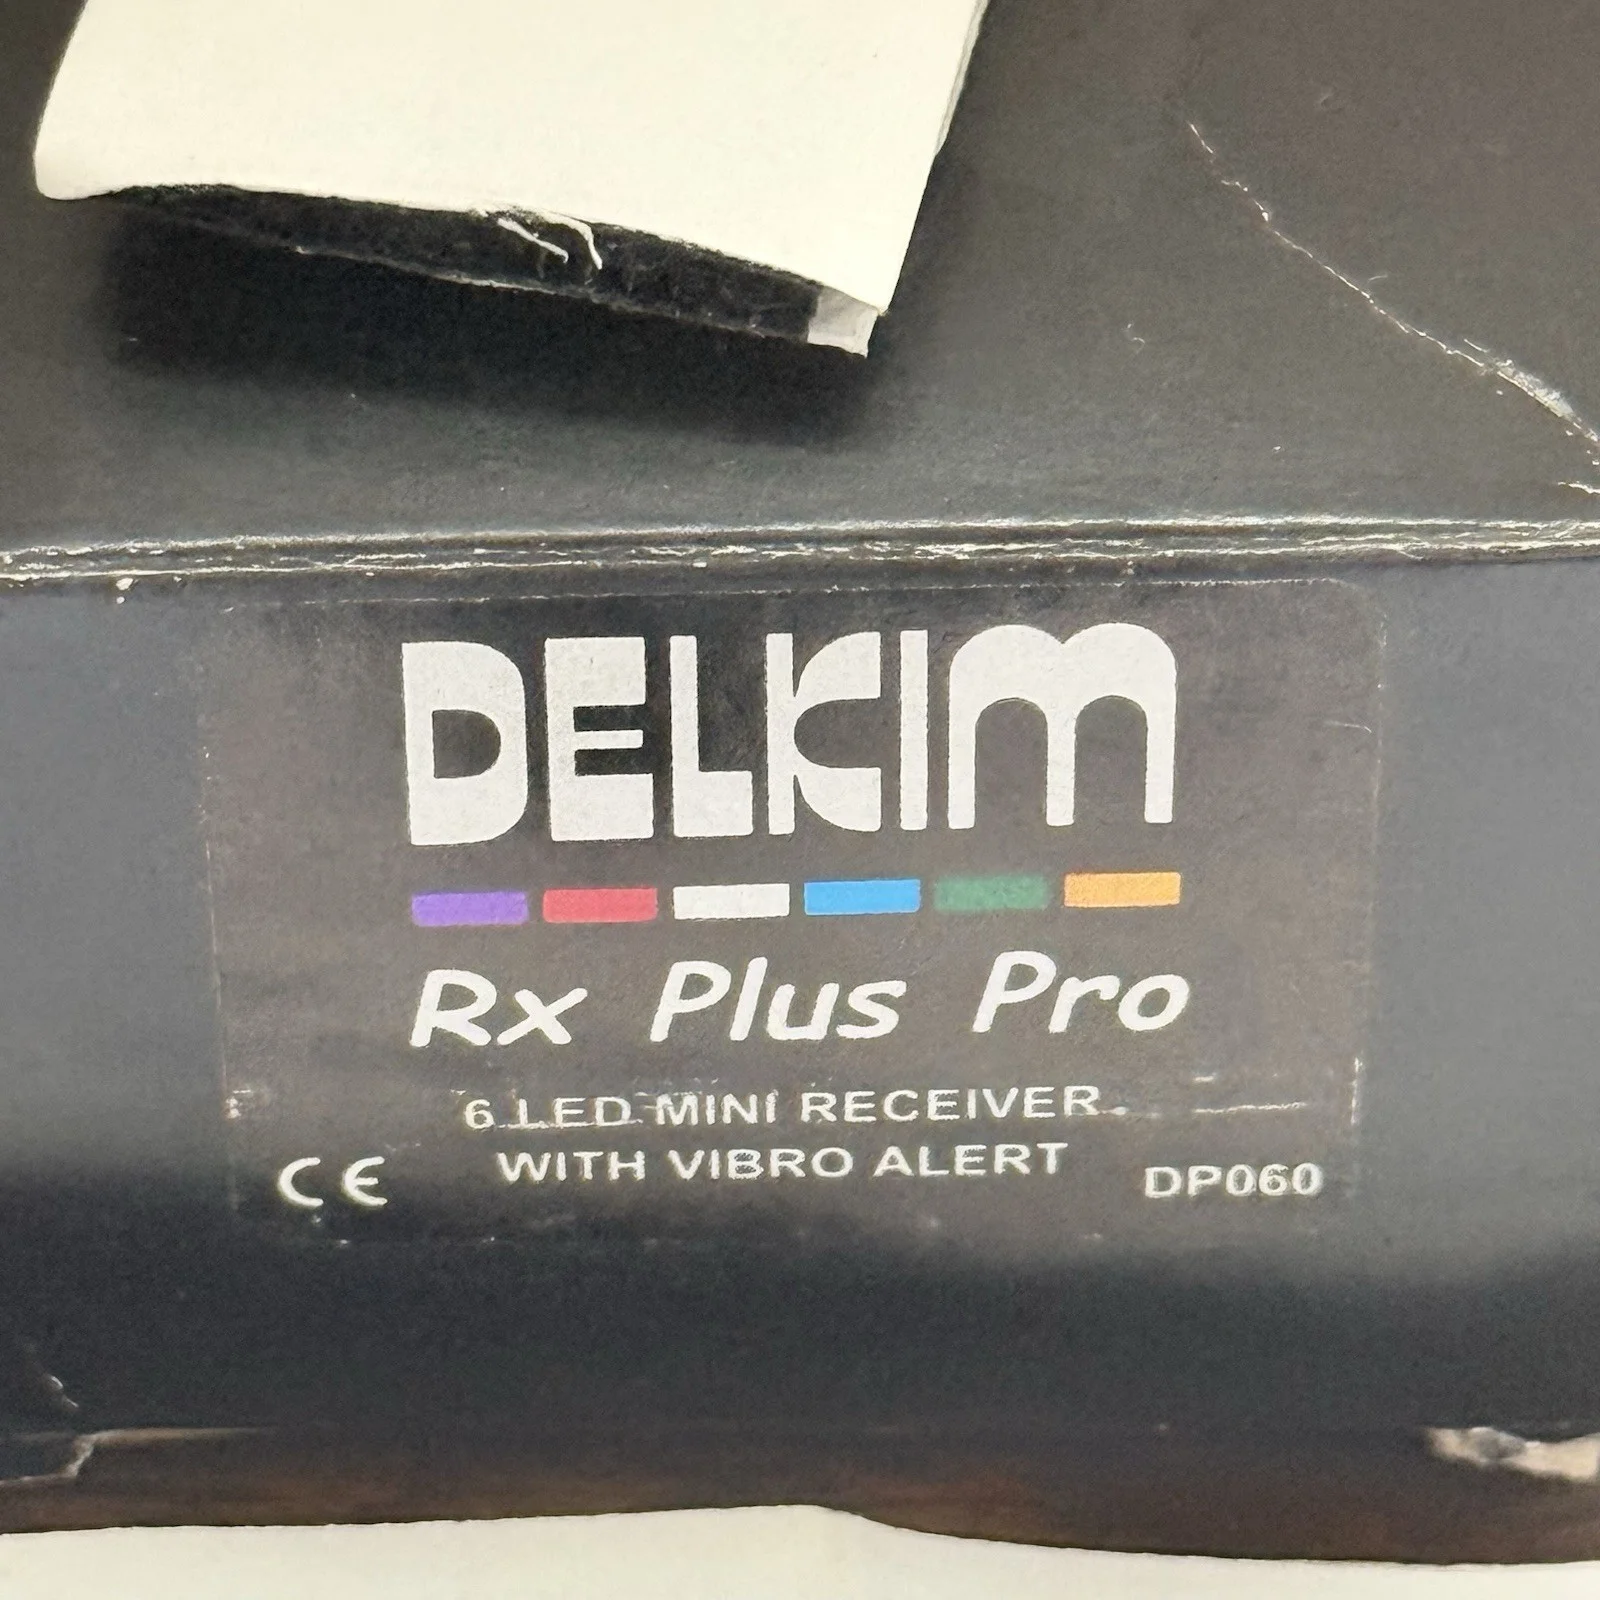 DELKIM
Rx Plus Pro
6 LED MINI RECEIVER
WITH VIBRO ALERT
CE
DP060